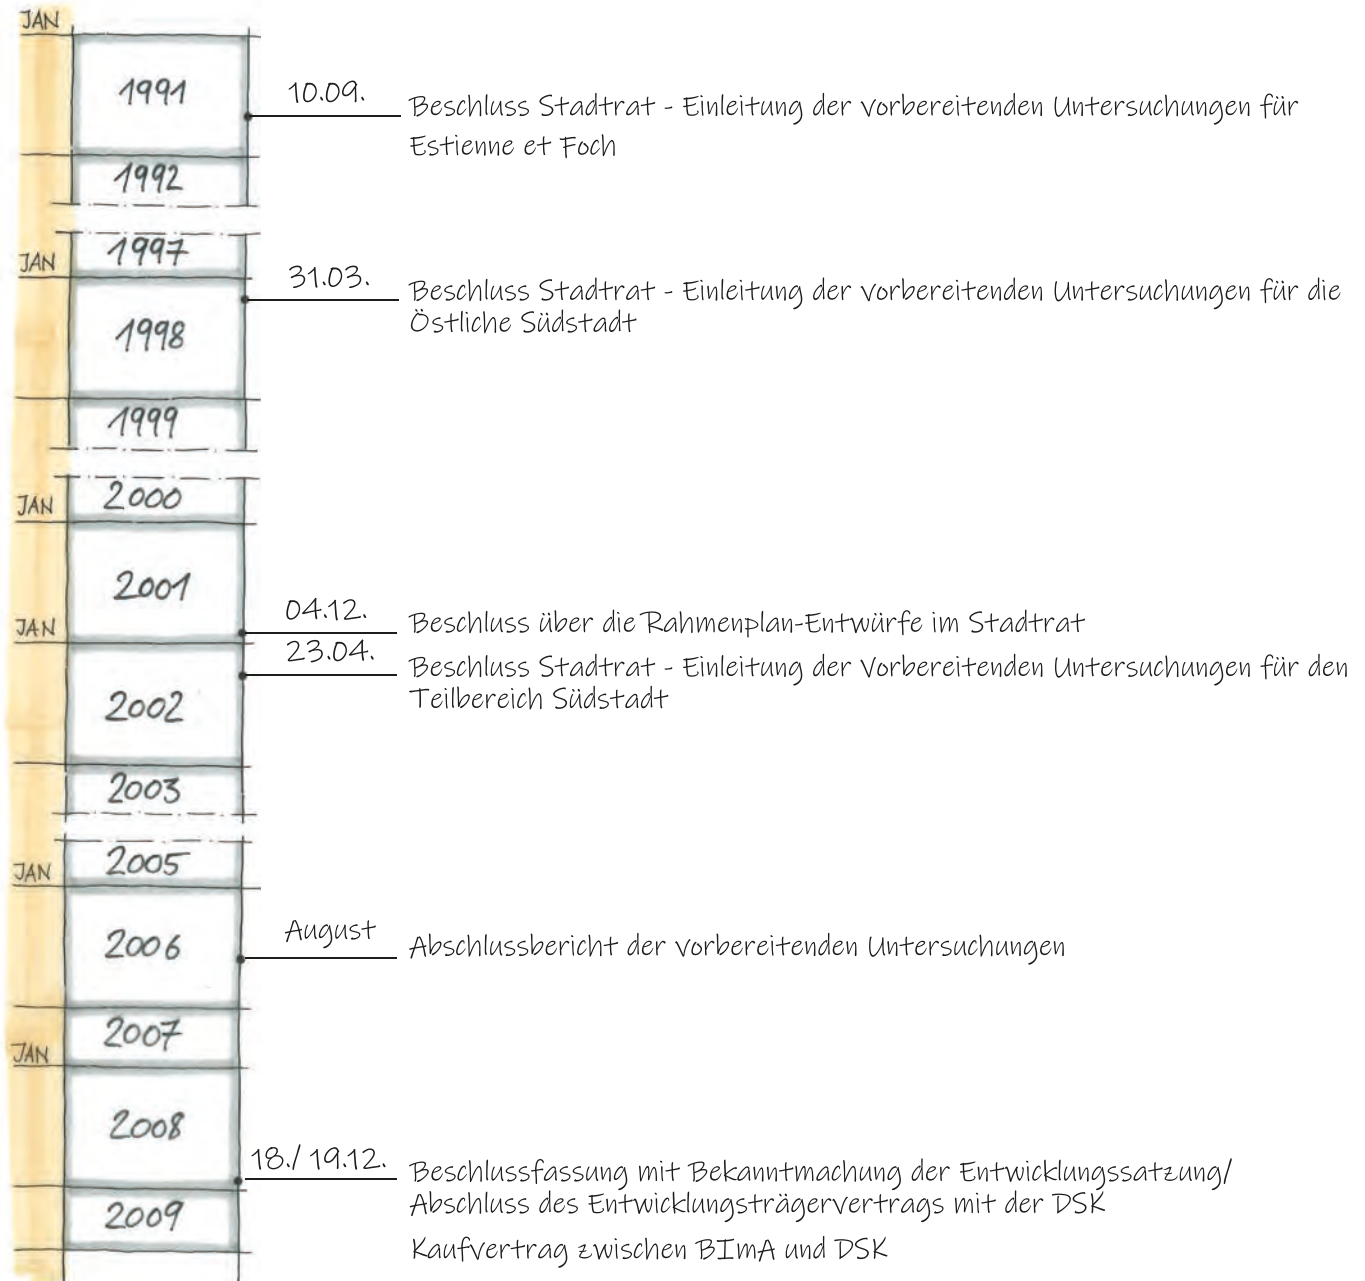 JAN
1991
10.09.
Beschluss Stadtrat - Einleitung der vorbereitenden Untersuchungen für
Estienne et Foch
1992
1997
JAN
31.03.
Beschluss Stadtrat - Einleitung der vorbereitenden Untersuchungen für die
Östliche Südstadt
1998
1999
2000
JAN
2001
04.12.
Beschluss über die Rahmenplan-Entwürfe im Stadtrat
JAN
23.04.
Beschluss Stadtrat - Einleitung der Vorbereitenden Untersuchungen für den
Teilbereich Südstadt
2002
2003
2005
JAN
August
Abschlussbericht der vorbereitenden Untersuchungen
2006
2007
JAN
2008
18./ 19.12.
Beschlussfassung mit Bekanntmachung der Entwicklungssatzung/
Abschluss des Entwicklungsträgervertrags mit der DSK
2009
Kaufvertrag zwischen BImA und DSK